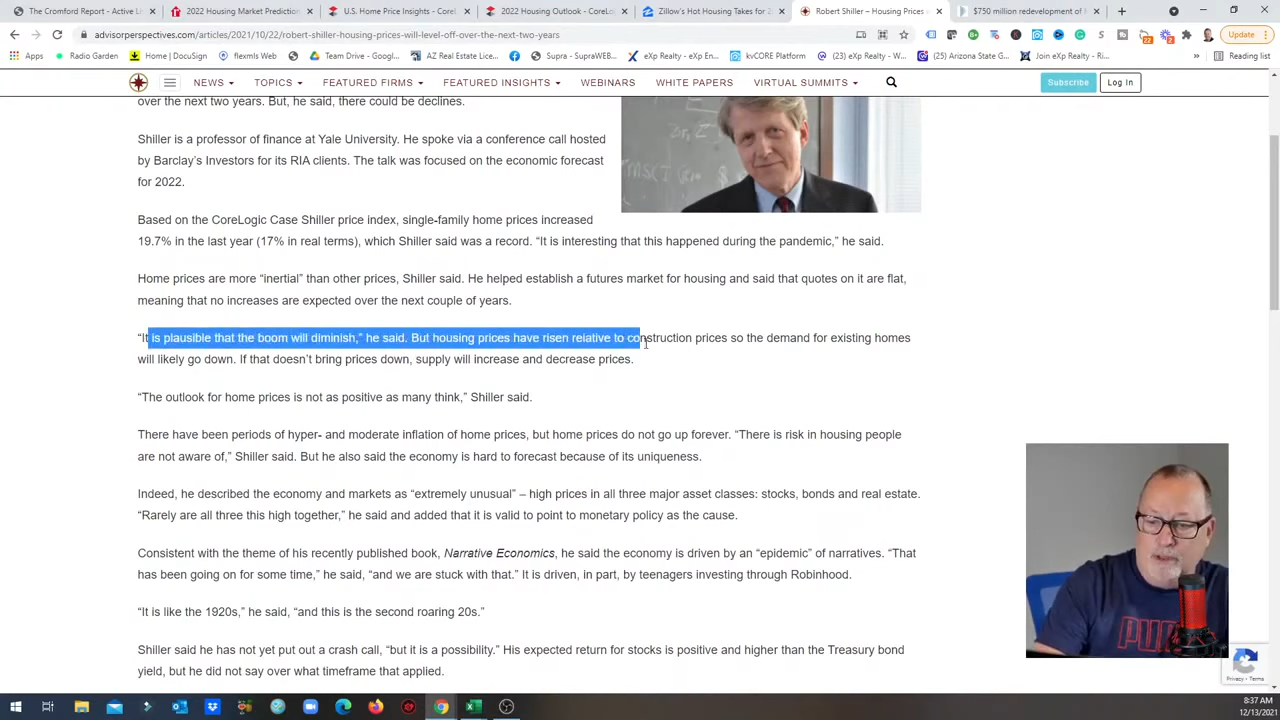 The Cromford Report - Active L
2022 Housing Market Prediction
U.S. Home Price Insights - CoreL
2022 Housing Outlook - CoreLo
Zillow's Hot Housing Takes for 2
Robert Shiller – Housing Prices
$750 million redevelopment of M
advisorperspectives.com/articles/2021/10/22/robert-shiller-housing-prices-will-level-off-over-the-next-two-years
Update
Apps
Radio Garden
Home | DocuSign
flexmls Web
Team Drive - Googl...
AZ Real Estate Lice...
Supra - SupraWEB...
eXp Realty - eXp En...
kvCORE Platform
(23) eXp Realty - W...
(25) Arizona State G...
Join eXp Realty - Ri...
»
Reading list
NEWS
TOPICS
FEATURED FIRMS
FEATURED INSIGHTS
WEBINARS
WHITE PAPERS
VIRTUAL SUMMITS
Subscribe
Log In
over the next two years. But, he said, there could be declines.
Shiller is a professor of finance at Yale University. He spoke via a conference call hosted
by Barclay's Investors for its RIA clients. The talk was focused on the economic forecast
for 2022.
Based on the CoreLogic Case Shiller price index, single-family home prices increased
19.7% in the last year (17% in real terms), which Shiller said was a record. “It is interesting that this happened during the pandemic,” he said.
Home prices are more “inertial” than other prices, Shiller said. He helped establish a futures market for housing and said that quotes on it are flat,
meaning that no increases are expected over the next couple of years.
“It is plausible that the boom will diminish,” he said. But housing prices have risen relative to construction prices so the demand for existing homes
will likely go down. If that doesn’t bring prices down, supply will increase and decrease prices.
“The outlook for home prices is not as positive as many think,” Shiller said.
There have been periods of hyper- and moderate inflation of home prices, but home prices do not go up forever. “There is risk in housing people
are not aware of,” Shiller said. But he also said the economy is hard to forecast because of its uniqueness.
Indeed, he described the economy and markets as “extremely unusual” – high prices in all three major asset classes: stocks, bonds and real estate.
“Rarely are all three this high together,” he said and added that it is valid to point to monetary policy as the cause.
Consistent with the theme of his recently published book, Narrative Economics, he said the economy is driven by an “epidemic” of narratives. “That
has been going on for some time,” he said, “and we are stuck with that.” It is driven, in part, by teenagers investing through Robinhood.
“It is like the 1920s,” he said, “and this is the second roaring 20s.”
Shiller said he has not yet put out a crash call, “but it is a possibility.” His expected return for stocks is positive and higher than the Treasury bond
yield, but he did not say over what timeframe that applied.
PUMA
Privacy - Terms
8:37 AM
12/13/2021